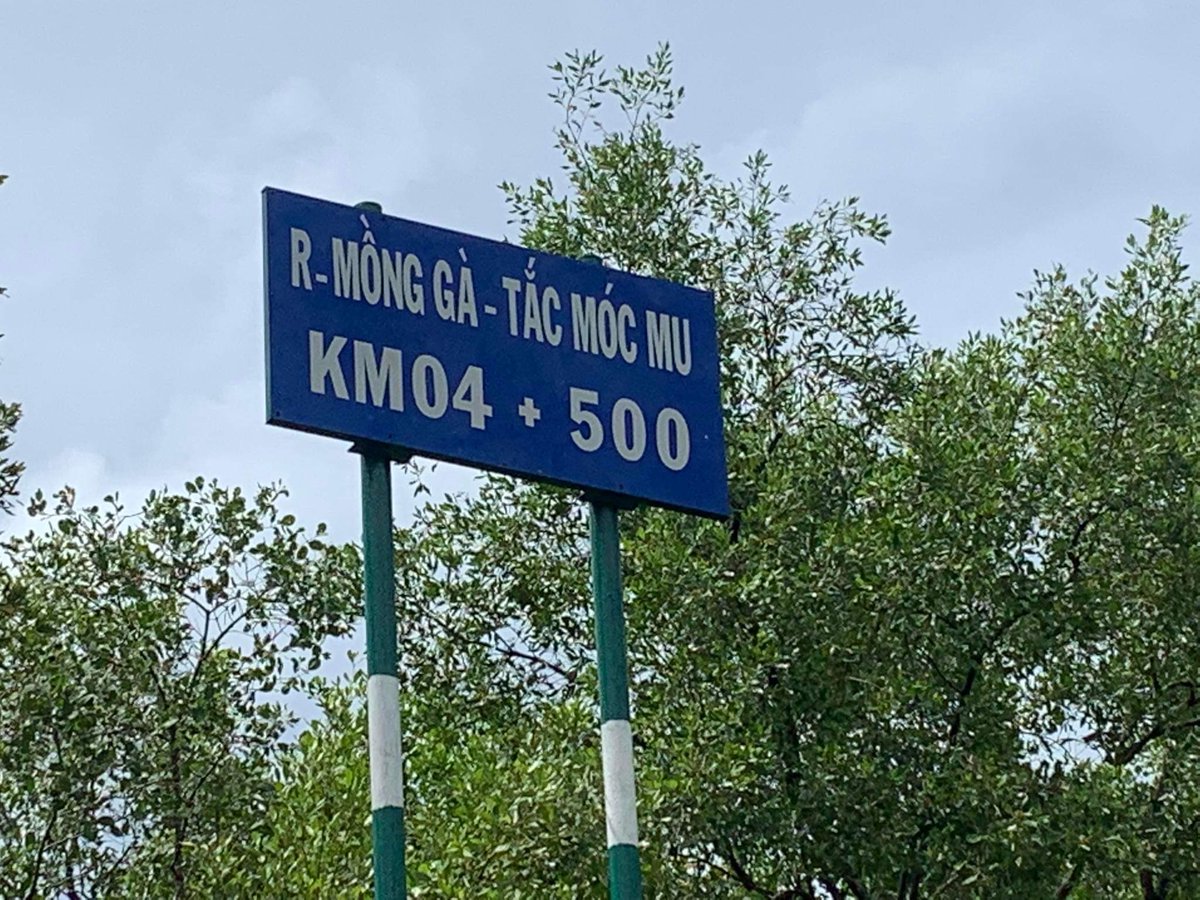 R-MỒNG GÀ-TẮC MÓC MU
KM04 + 500